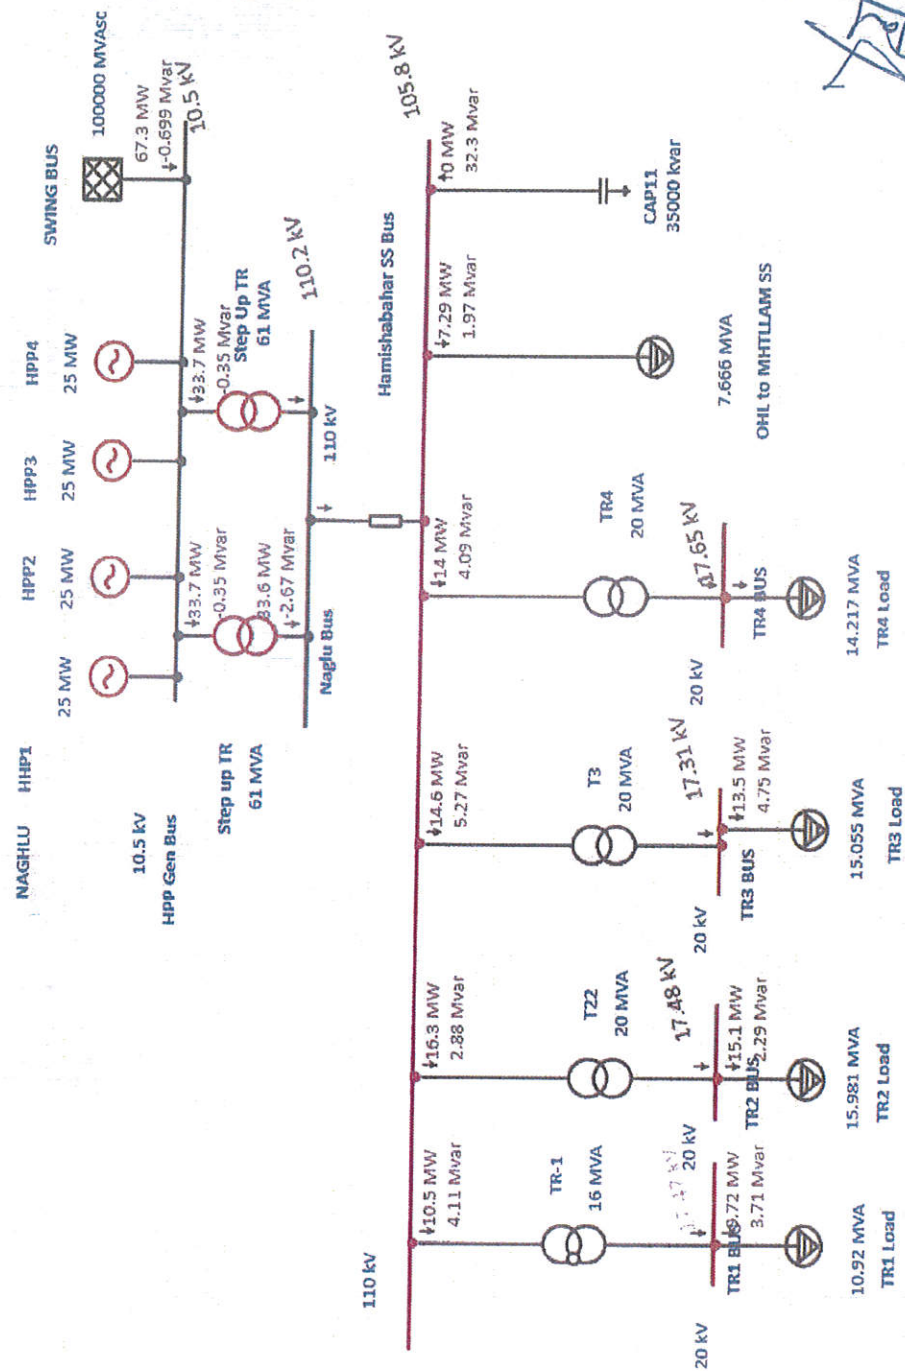 NAGHLU
HHP1
HPP2
HPP3
HPP4
SWING BUS
25 MW
25 MW
25 MW
25 MW
100000 MVAsc
67.3 MW
-0.699 Mvar
10.5 kV
10.5 kV
HPP Gen Bus
33.7 MW
-0.35 Mvar
33.7 MW
-0.35 Mvar
Step up TR
61 MVA
Step Up TR
61 MVA
33.6 MW
-2.67 Mvar
110.2 kV
Naglu Bus
110 kV
Hamishabahar SS Bus
105.8 kV
110 kV
10.5 MW
4.11 Mvar
16.3 MW
2.88 Mvar
14.6 MW
5.27 Mvar
14 MW
4.09 Mvar
7.29 MW
1.97 Mvar
0 MW
32.3 Mvar
TR-1
16 MVA
T22
20 MVA
T3
20 MVA
TR4
20 MVA
CAP11
35000 kvar
17.48 kV
17.31 kV
17.65 kV
20 kV
20 kV
20 kV
20 kV
TR1 BUS
9.72 MW
3.71 Mvar
TR2 BUS
15.1 MW
2.29 Mvar
TR3 BUS
13.5 MW
4.75 Mvar
TR4 BUS
10.92 MVA
TR1 Load
15.981 MVA
TR2 Load
15.055 MVA
TR3 Load
14.217 MVA
TR4 Load
7.666 MVA
OHL to MHTLLAM SS